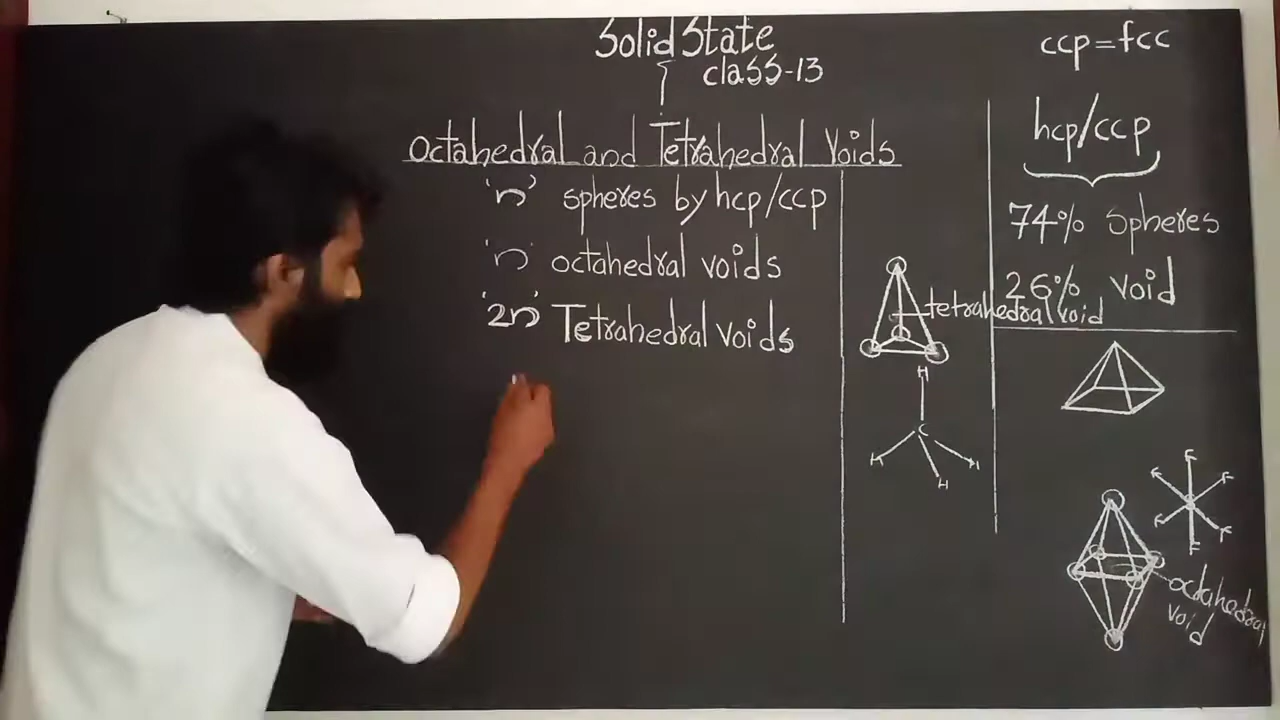 Solid State
class-13
octahedral and Tetrahedral Voids
'n' spheres by hcp/ccp
'n' octahedral voids
'2n' Tetrahedral voids
tetrahedral void
H
C
H
H
H
ccp=fcc
hcp/ccp
74% spheres
26% void
F
F
F
F
F
F
octahedral
void